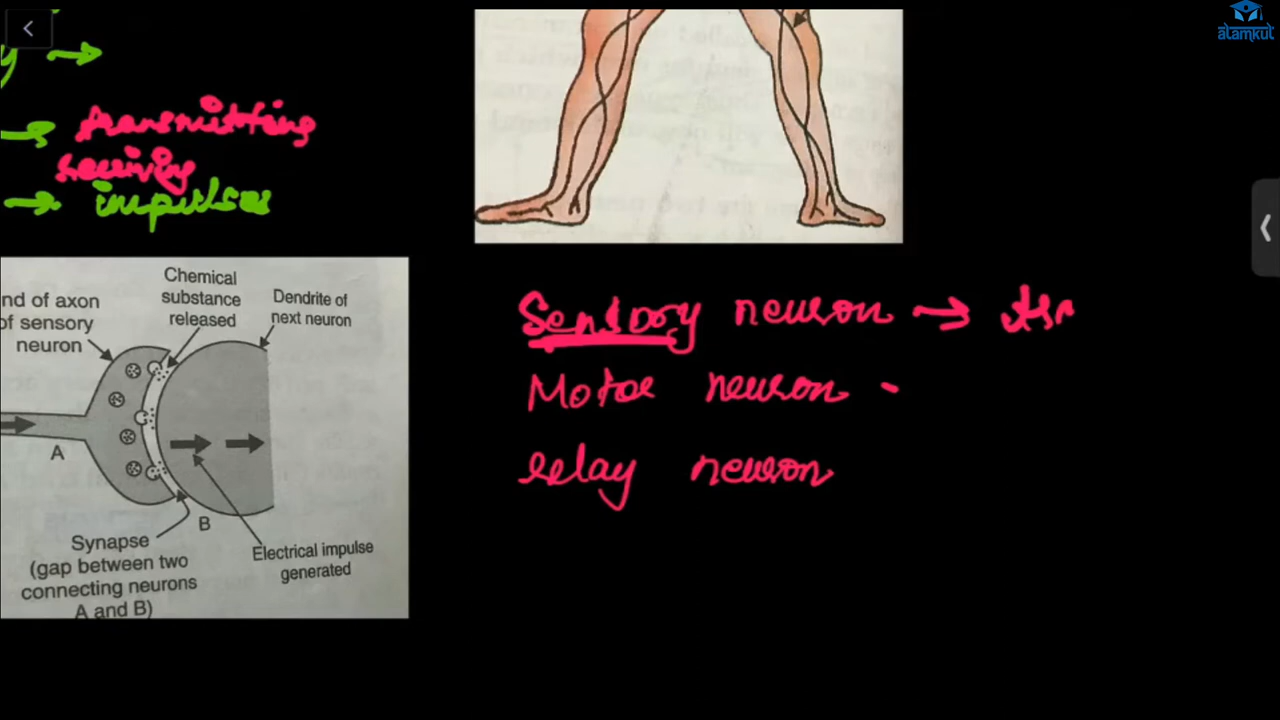 alamkul
transmitting
receiving
impulses
Chemical
substance
released
Dendrite of
next neuron
nd of axon
of sensory
neuron
A
B
Synapse
(gap between two
connecting neurons
A and B)
Electrical impulse
generated
Sensory neuron →
Motor neuron -
relay neuron